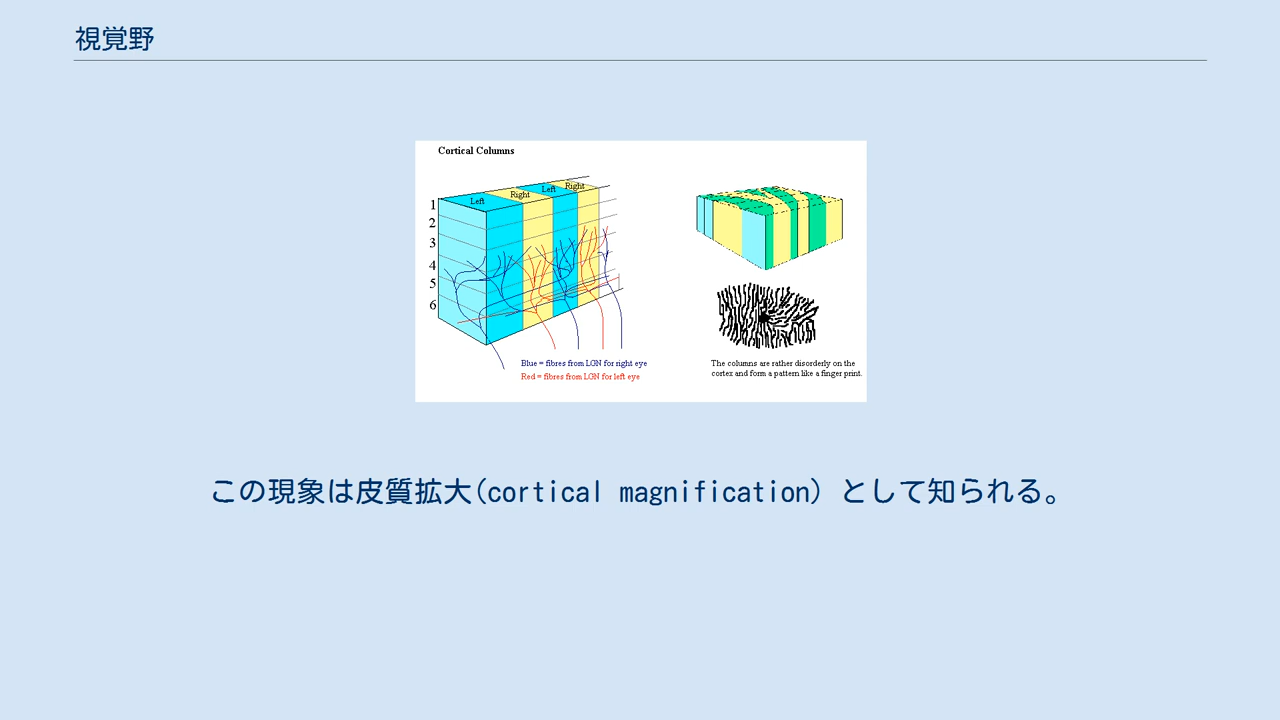 視覚野
Cortical Columns
Left
Right
Left
Right
1
2
3
4
5
6
Blue = fibres from LGN for right eye
Red = fibres from LGN for left eye
The columns are rather disorderly on the
cortex and form a pattern like a finger print.
この現象は皮質拡大(cortical magnification) として知られる。